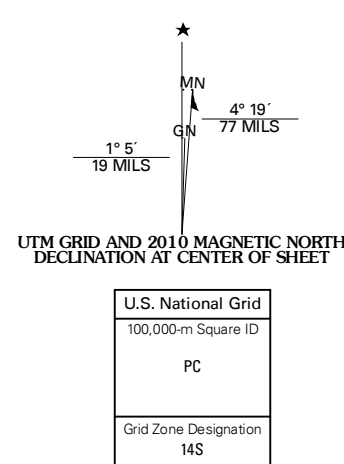 MN
GN
4° 19´
77 MILS
1° 5´
19 MILS
UTM GRID AND 2010 MAGNETIC NORTH
DECLINATION AT CENTER OF SHEET
U.S. National Grid
100,000-m Square ID
PC
Grid Zone Designation
14S